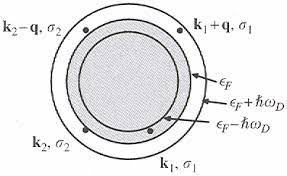 k₂−q, σ₂
k₁+q, σ₁
ϵ_F
ϵ_F+ℏω_D
ϵ_F−ℏω_D
k₂, σ₂
k₁, σ₁